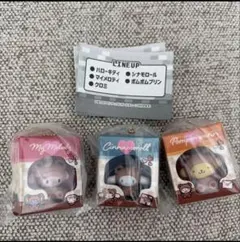 LINEUP
●ハローキティ ●シナモロール
●マイメロディ ●ポムポムプリン
●クロミ
My Melody
Cinnamoroll
Pompompurin